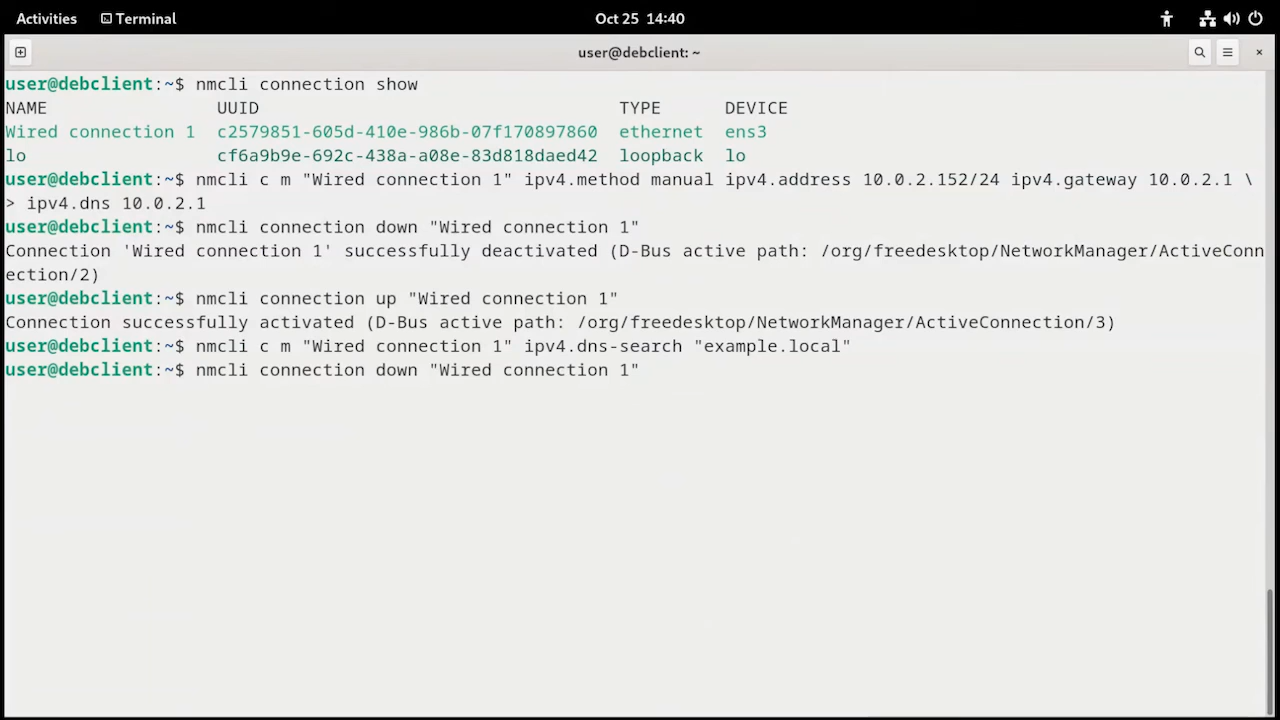 Activities Terminal Oct 25 14:40
user@debclient: ~
user@debclient:~$ nmcli connection show
NAME UUID TYPE DEVICE
Wired connection 1 c2579851-605d-410e-986b-07f170897860 ethernet ens3
lo cf6a9b9e-692c-438a-a08e-83d818daed42 loopback lo
user@debclient:~$ nmcli c m "Wired connection 1" ipv4.method manual ipv4.address 10.0.2.152/24 ipv4.gateway 10.0.2.1 \
> ipv4.dns 10.0.2.1
user@debclient:~$ nmcli connection down "Wired connection 1"
Connection 'Wired connection 1' successfully deactivated (D-Bus active path: /org/freedesktop/NetworkManager/ActiveConn
ection/2)
user@debclient:~$ nmcli connection up "Wired connection 1"
Connection successfully activated (D-Bus active path: /org/freedesktop/NetworkManager/ActiveConnection/3)
user@debclient:~$ nmcli c m "Wired connection 1" ipv4.dns-search "example.local"
user@debclient:~$ nmcli connection down "Wired connection 1"